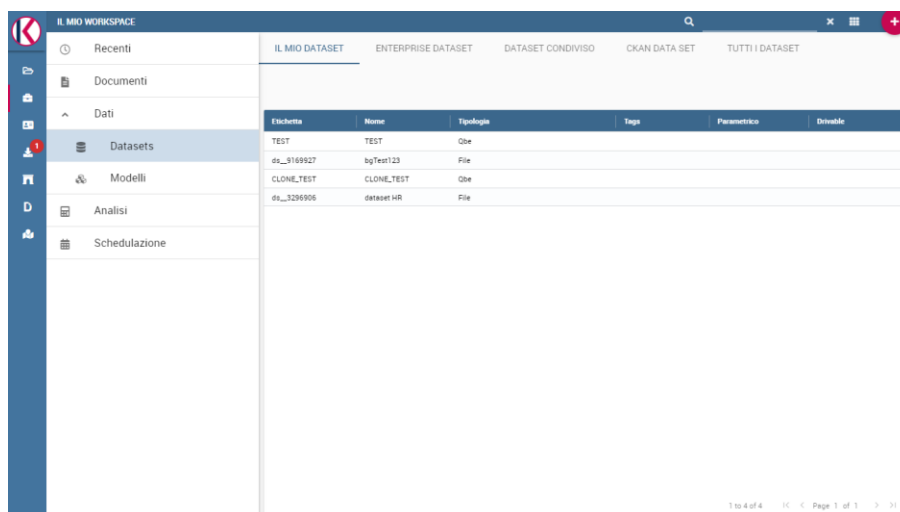 IL MIO WORKSPACE
Recenti
Documenti
Dati
Datasets
Modelli
Analisi
Schedulazione
1
D
IL MIO DATASET ENTERPRISE DATASET DATASET CONDIVISO CKAN DATA SET TUTTI I DATASET
Etichetta Nome Tipologia Tags Parametrico Drivable
TEST TEST Qbe
ds__9169927 bgTest123 File
CLONE_TEST CLONE_TEST Qbe
ds__3296906 dataset HR File
1 to 4 of 4 Page 1 of 1